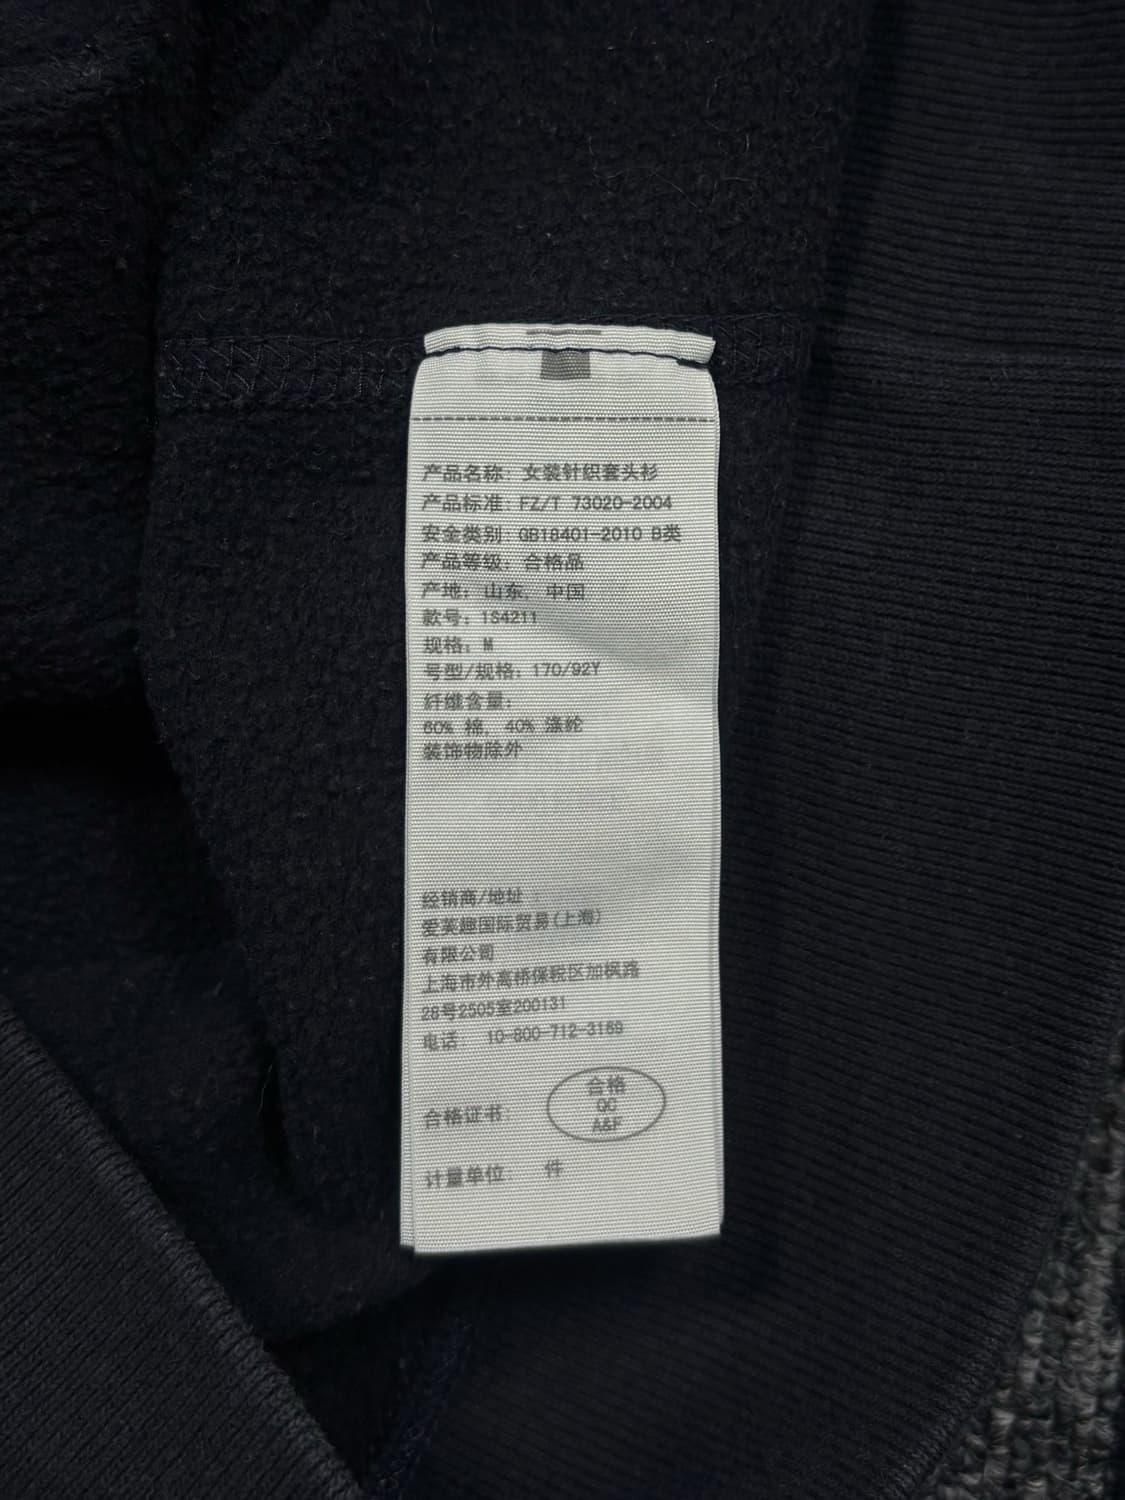 产品名称: 女装针织套头衫
产品标准: FZ/T 73020-2004
安全类别: GB18401-2010 B类
产品等级: 合格品
产地: 山东, 中国
款号: 1S4211
规格: M
号型/规格: 170/92Y
纤维含量:
60% 棉, 40% 涤纶
装饰物除外
经销商/地址 :
爱芙趣国际贸易(上海)
有限公司
上海市外高桥保税区加枫路
28号2505室200131
电话: 10-800-712-3169
合格
QC
A&F
合格证书:
计量单位: 件